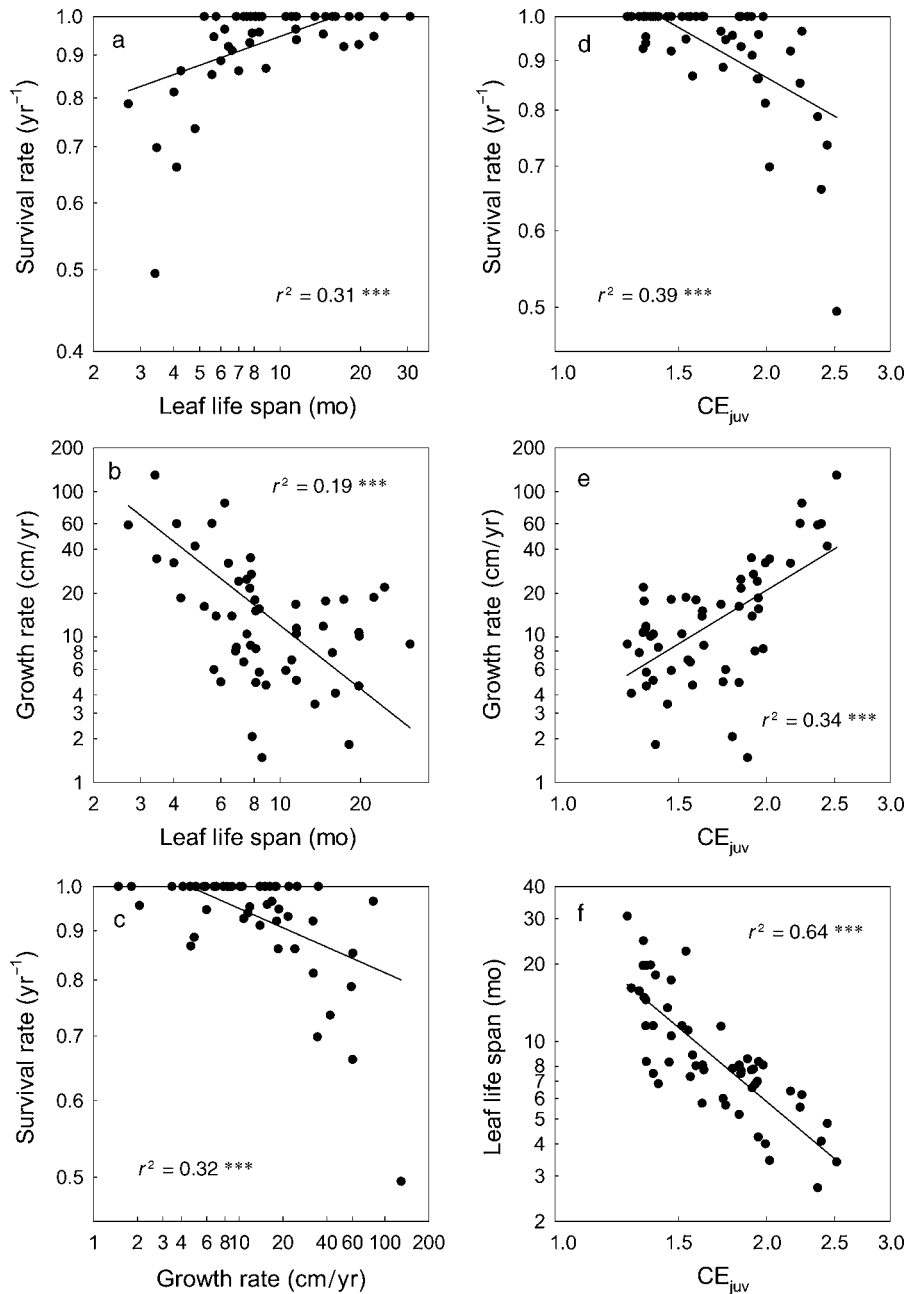 a
1.0
0.9
0.8
0.7
0.6
0.5
0.4
Survival rate (yr⁻¹)
r² = 0.31 ***
2 3 4 5 6 7 8 10 20 30
Leaf life span (mo)
d
1.0
0.9
0.8
0.7
0.6
0.5
Survival rate (yr⁻¹)
r² = 0.39 ***
1.0 1.5 2.0 2.5 3.0
CEjuv
b
200
100
60
40
20
10
8
6
4
3
2
1
Growth rate (cm/yr)
r² = 0.19 ***
2 3 4 6 8 10 20
Leaf life span (mo)
e
200
100
60
40
20
10
8
6
4
3
2
1
Growth rate (cm/yr)
r² = 0.34 ***
1.0 1.5 2.0 2.5 3.0
CEjuv
c
1.0
0.9
0.8
0.7
0.6
0.5
Survival rate (yr⁻¹)
r² = 0.32 ***
1 2 3 4 6 8 10 20 40 60 100 200
Growth rate (cm/yr)
f
40
30
20
10
8
7
6
5
4
3
2
Leaf life span (mo)
r² = 0.64 ***
1.0 1.5 2.0 2.5 3.0
CEjuv